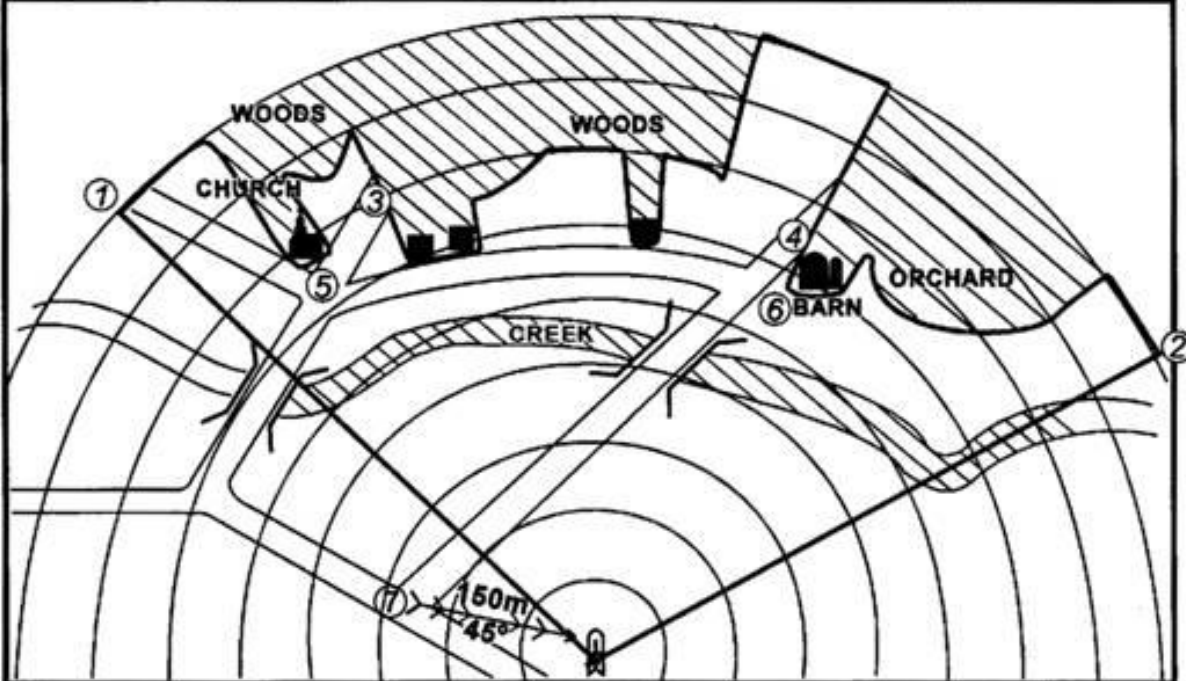 WOODS
WOODS
① CHURCH ③
④
⑤ ORCHARD
⑥ BARN
CREEK
②
⑦ 150m
45°